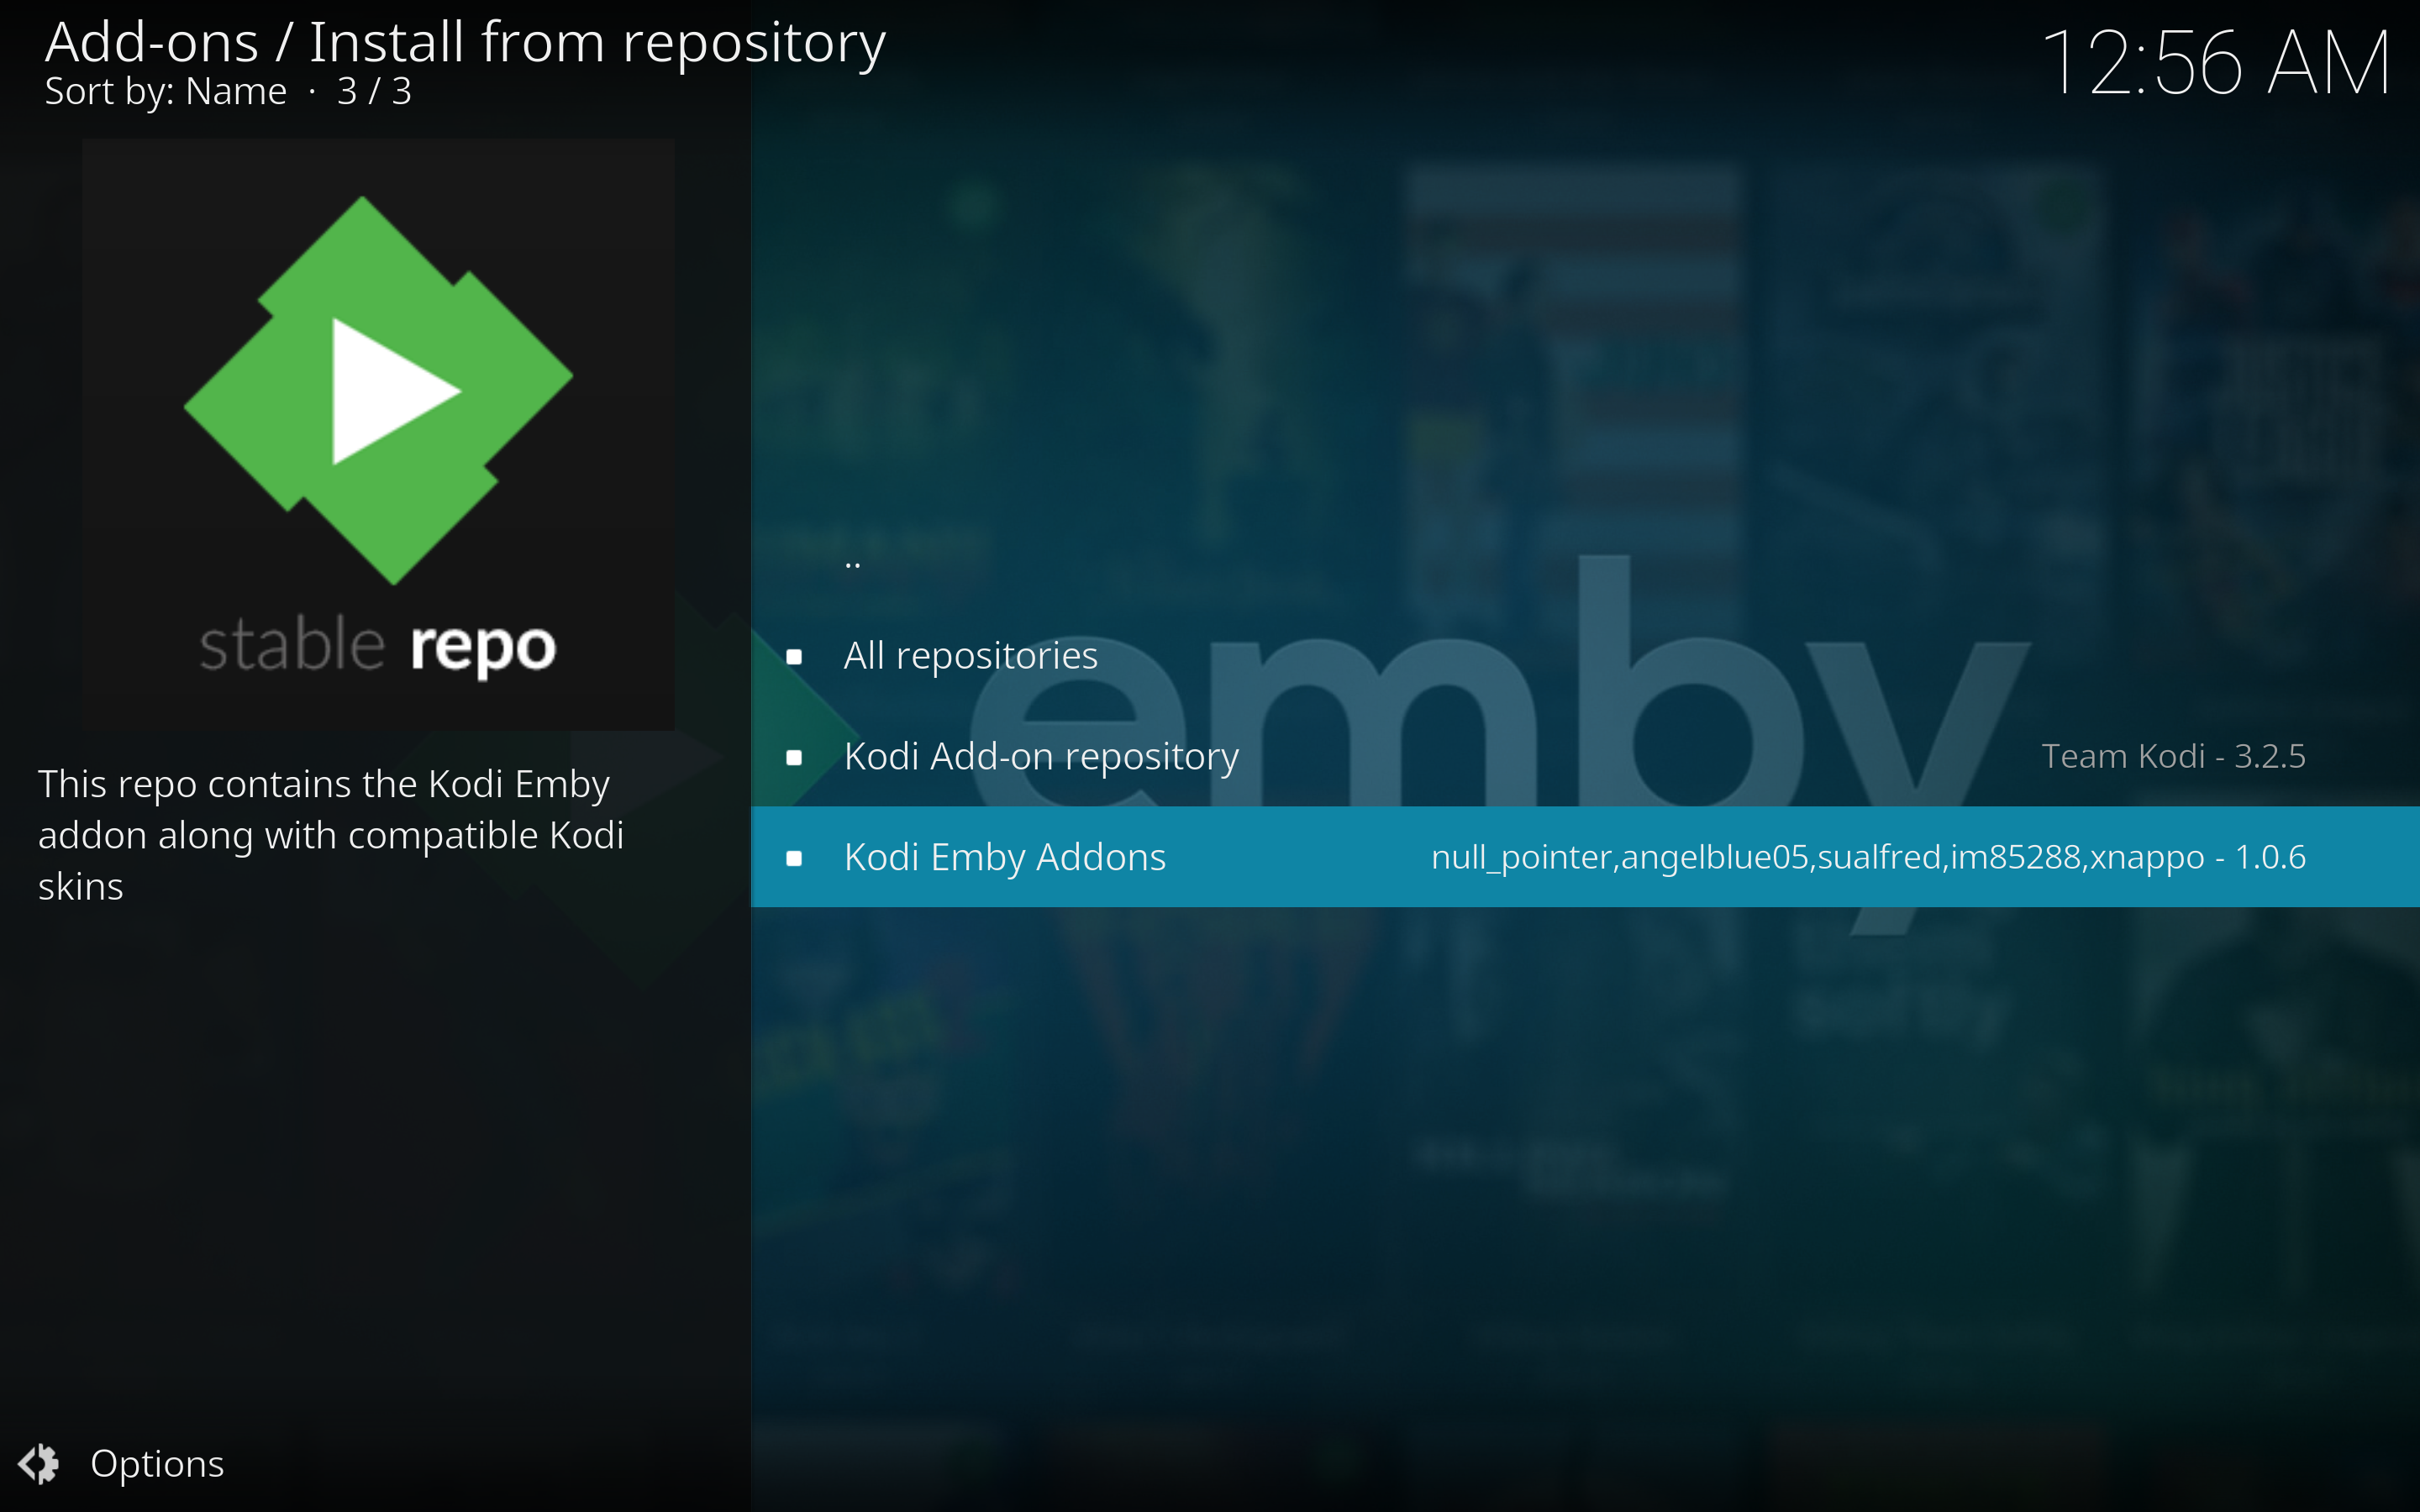 Add-ons / Install from repository
Sort by: Name · 3 / 3
12:56 AM
stable repo
This repo contains the Kodi Emby
addon along with compatible Kodi
skins
..
All repositories
Kodi Add-on repository Team Kodi - 3.2.5
Kodi Emby Addons null_pointer,angelblue05,sualfred,im85288,xnappo - 1.0.6
emby
Options